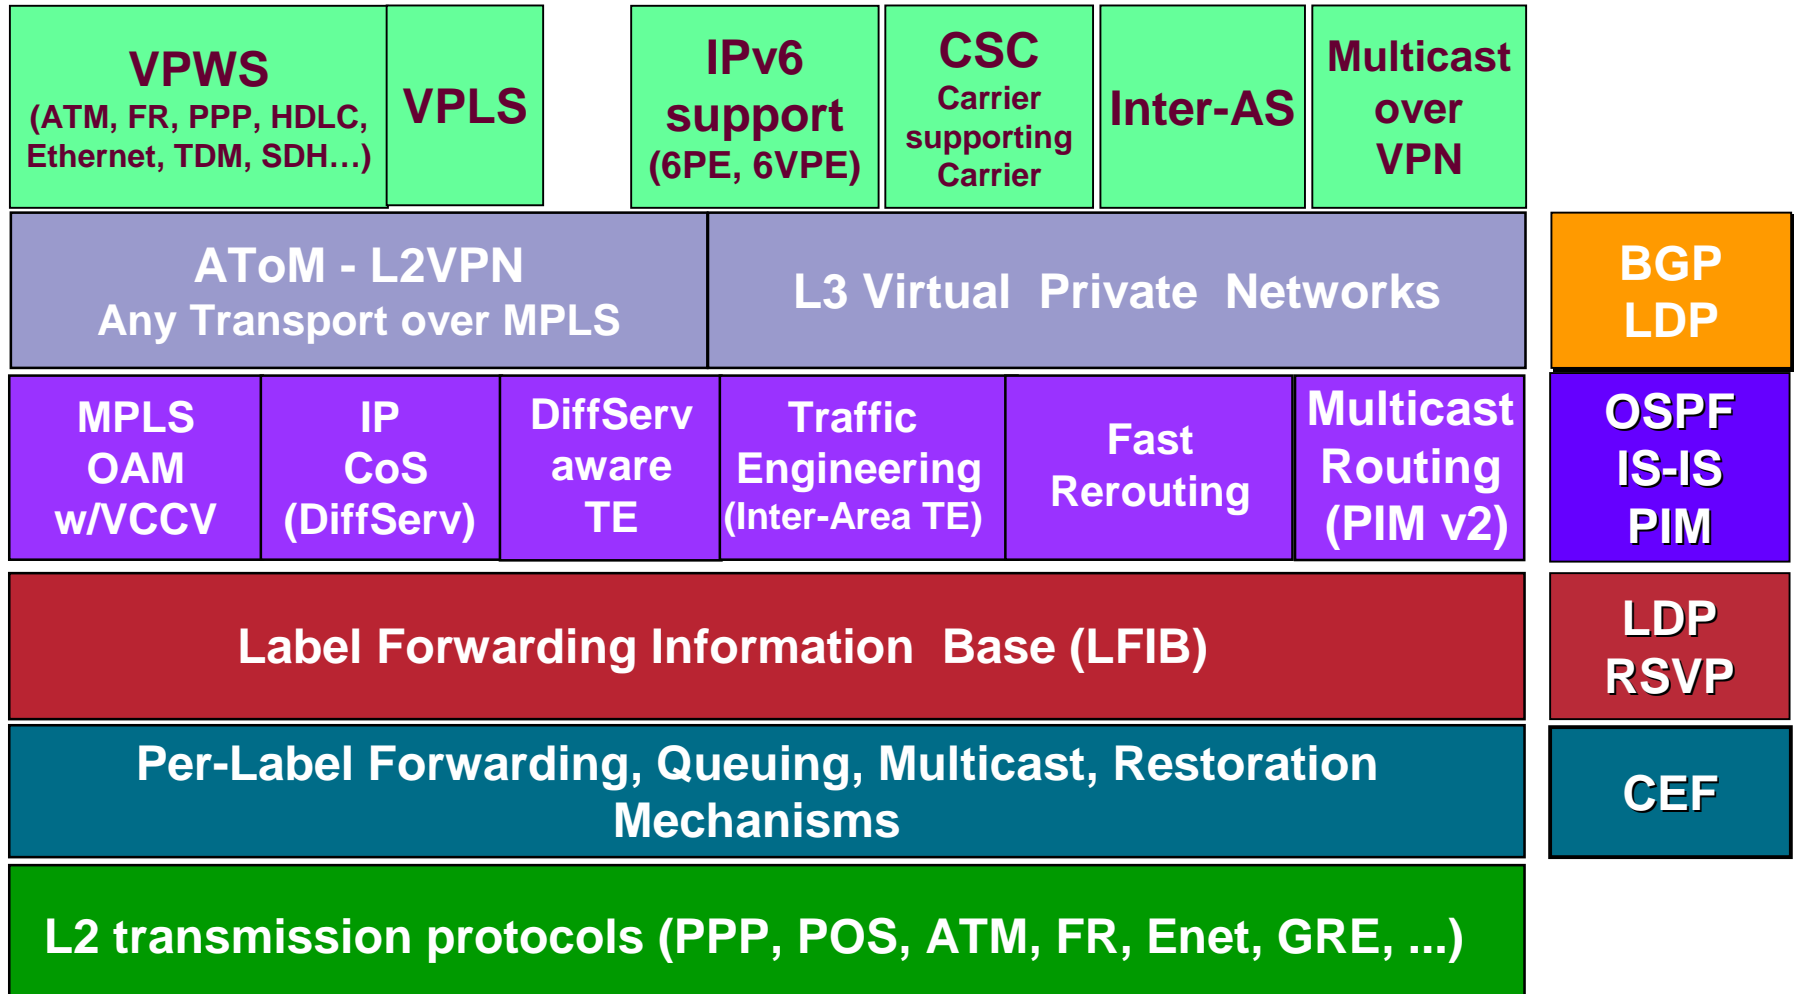 VPWS
(ATM, FR, PPP, HDLC,
Ethernet, TDM, SDH…)
VPLS
IPv6
support
(6PE, 6VPE)
CSC
Carrier
supporting
Carrier
Inter-AS
Multicast
over
VPN
AToM - L2VPN
Any Transport over MPLS
L3 Virtual Private Networks
BGP
LDP
MPLS
OAM
w/VCCV
IP
CoS
(DiffServ)
DiffServ
aware
TE
Traffic
Engineering
(Inter-Area TE)
Fast
Rerouting
Multicast
Routing
(PIM v2)
OSPF
IS-IS
PIM
Label Forwarding Information Base (LFIB)
LDP
RSVP
Per-Label Forwarding, Queuing, Multicast, Restoration
Mechanisms
CEF
L2 transmission protocols (PPP, POS, ATM, FR, Enet, GRE, ...)